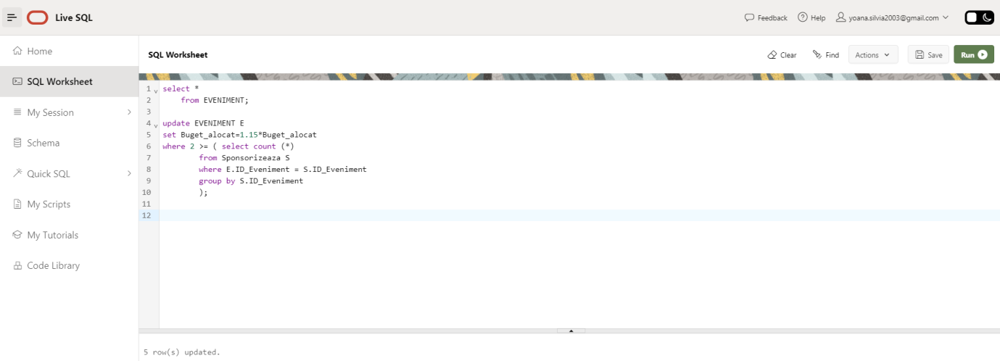 Live SQL
Feedback Help yoana.silvia2003@gmail.com
Home
SQL Worksheet
My Session
Schema
Quick SQL
My Scripts
My Tutorials
Code Library
SQL Worksheet
Clear Find Actions Save Run
1 select *
2 from EVENIMENT;
3
4 update EVENIMENT E
5 set Buget_alocat=1.15*Buget_alocat
6 where 2 >= ( select count (*)
7 from Sponsorizeaza S
8 where E.ID_Eveniment = S.ID_Eveniment
9 group by S.ID_Eveniment
10 );
11
12
5 row(s) updated.